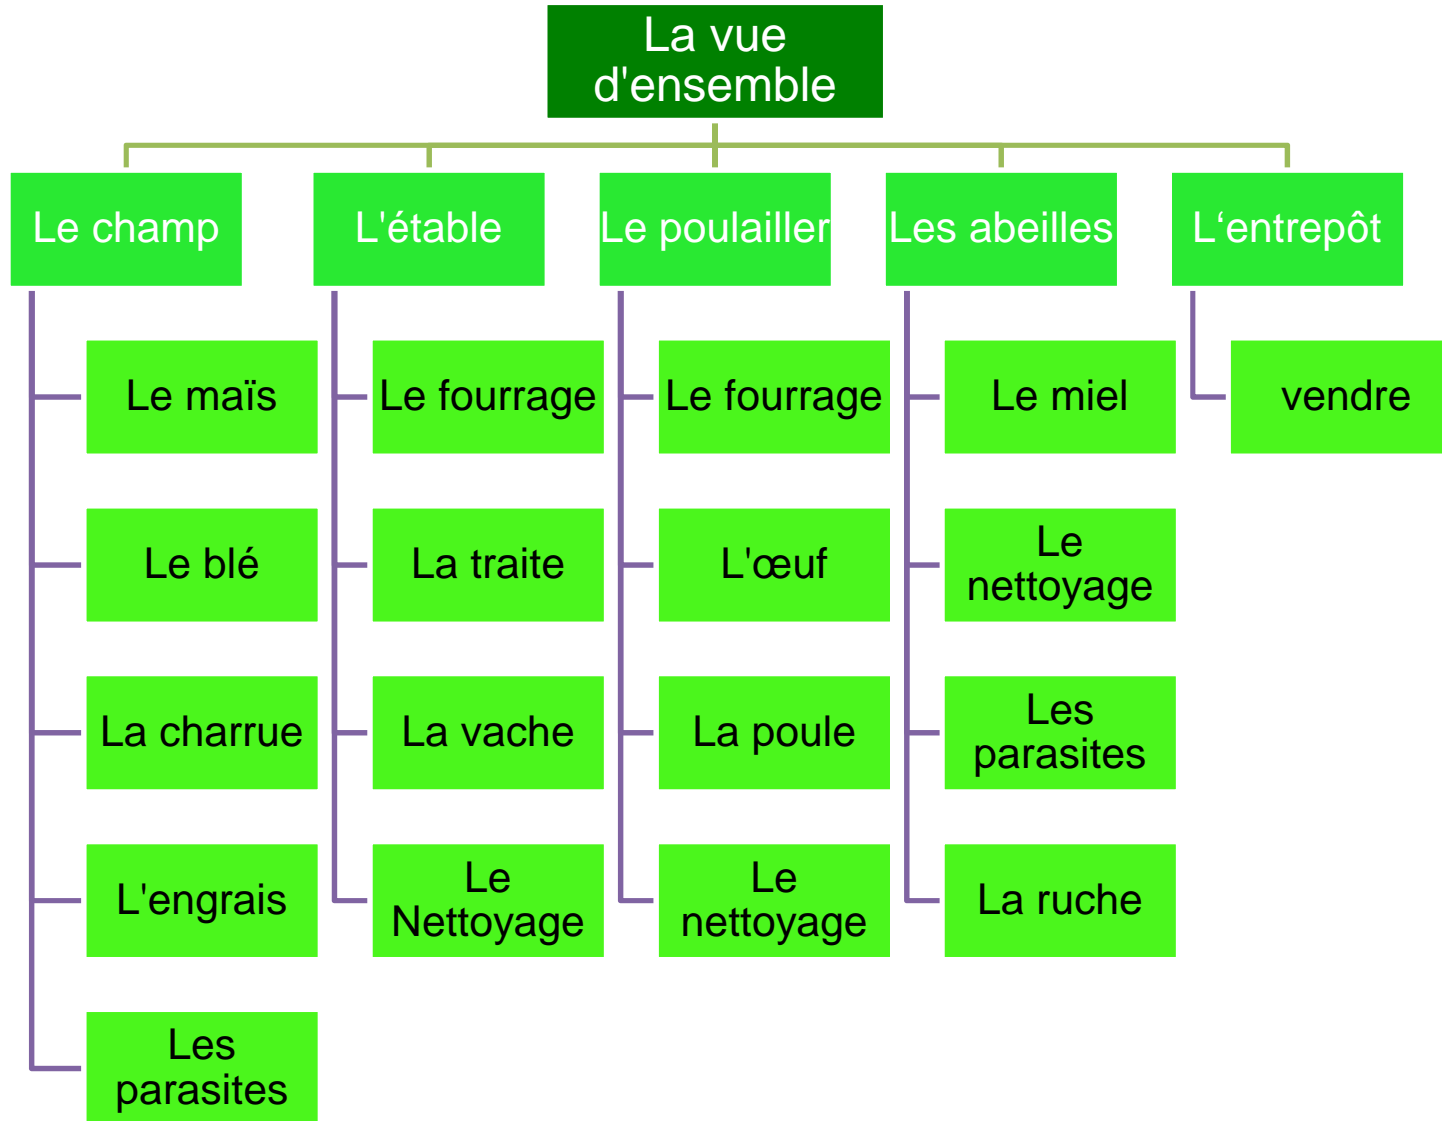 La vue
d'ensemble
Le champ
L'étable
Le poulailler
Les abeilles
L‘entrepôt
Le maïs
Le blé
La charrue
L'engrais
Les
parasites
Le fourrage
La traite
La vache
Le
Nettoyage
Le fourrage
L'œuf
La poule
Le
nettoyage
Le miel
Le
nettoyage
Les
parasites
La ruche
vendre